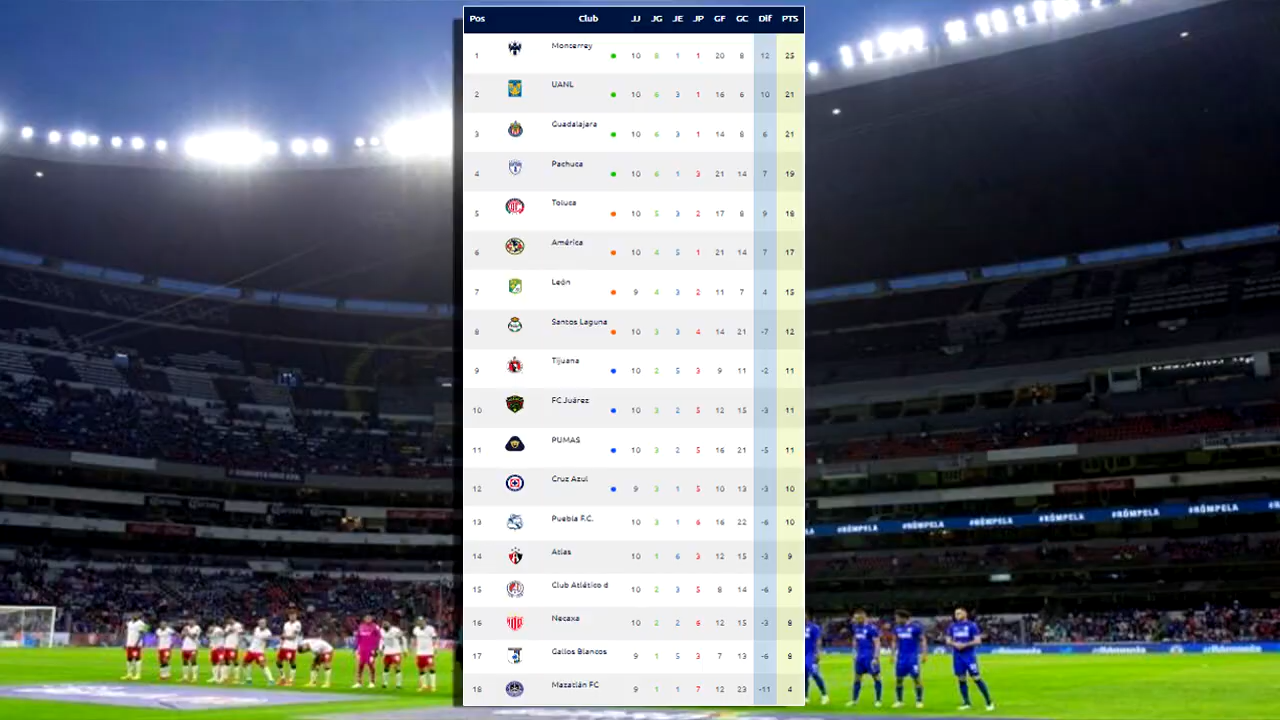 Pos Club JJ JG JE JP GF GC Dif PTS
1 Monterrey 10 8 1 1 20 8 12 25
2 UANL 10 6 3 1 16 6 10 21
3 Guadalajara 10 6 3 1 14 8 6 21
4 Pachuca 10 6 1 3 21 14 7 19
5 Toluca 10 5 3 2 17 8 9 18
6 América 10 4 5 1 21 14 7 17
7 León 9 4 3 2 11 7 4 15
8 Santos Laguna 10 3 3 4 14 21 -7 12
9 Tijuana 10 2 5 3 9 11 -2 11
10 FC Juárez 10 3 2 5 12 15 -3 11
11 PUMAS 10 3 2 5 16 21 -5 11
12 Cruz Azul 9 3 1 5 10 13 -3 10
13 Puebla F.C. 10 3 1 6 16 22 -6 10
14 Atlas 10 1 6 3 12 15 -3 9
15 Club Atlético d 10 2 3 5 8 14 -6 9
16 Necaxa 10 2 2 6 12 15 -3 8
17 Gallos Blancos 9 1 5 3 7 13 -6 8
18 Mazatlán FC 9 1 1 7 12 23 -11 4
#RÓMPELA #RÓMPELA #RÓMPELA #RÓMPELA #RÓMPELA #RÓMPELA